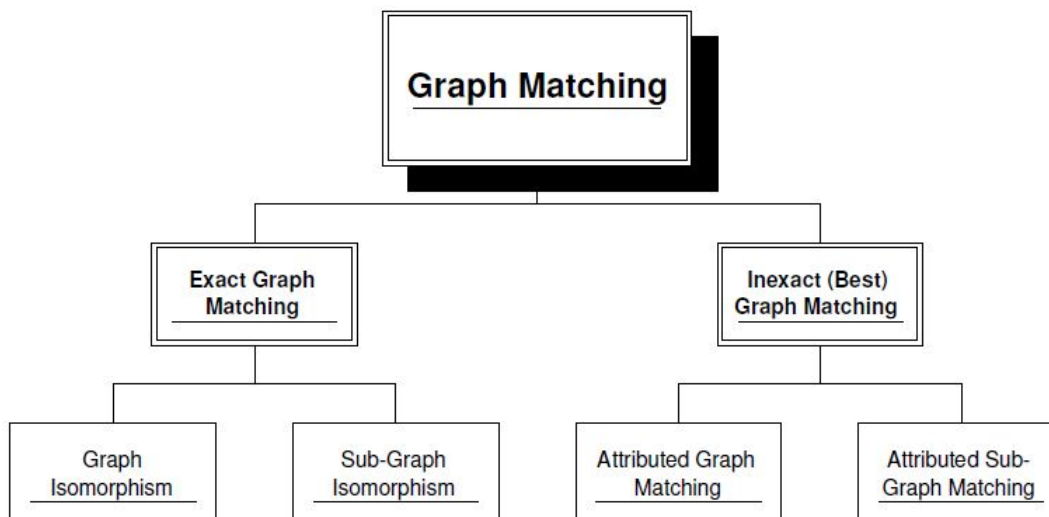 Graph Matching
Exact Graph
Matching
Inexact (Best)
Graph Matching
Graph
Isomorphism
Sub-Graph
Isomorphism
Attributed Graph
Matching
Attributed Sub-
Graph Matching